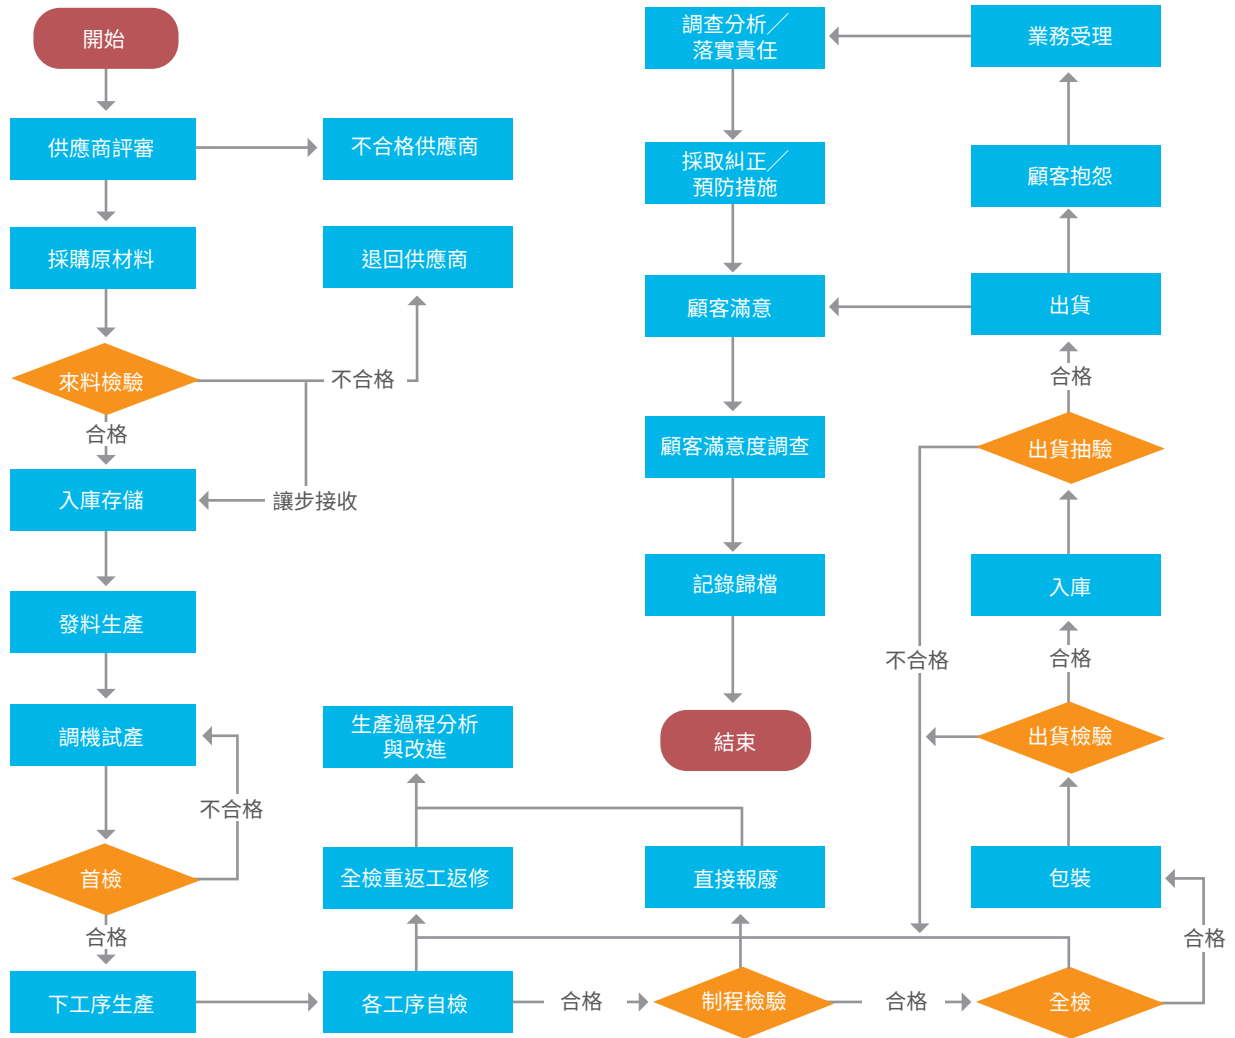 開始
供應商評審
不合格供應商
採購原材料
退回供應商
來料檢驗
不合格
合格
入庫存儲
讓步接收
發料生產
調機試產
不合格
首檢
合格
下工序生產
各工序自檢
合格
制程檢驗
合格
全檢
合格
全檢重返工返修
直接報廢
包裝
生產過程分析
與改進
出貨檢驗
合格
不合格
入庫
出貨抽驗
合格
出貨
顧客抱怨
業務受理
調查分析／
落實責任
採取糾正／
預防措施
顧客滿意
顧客滿意度調查
記錄歸檔
結束